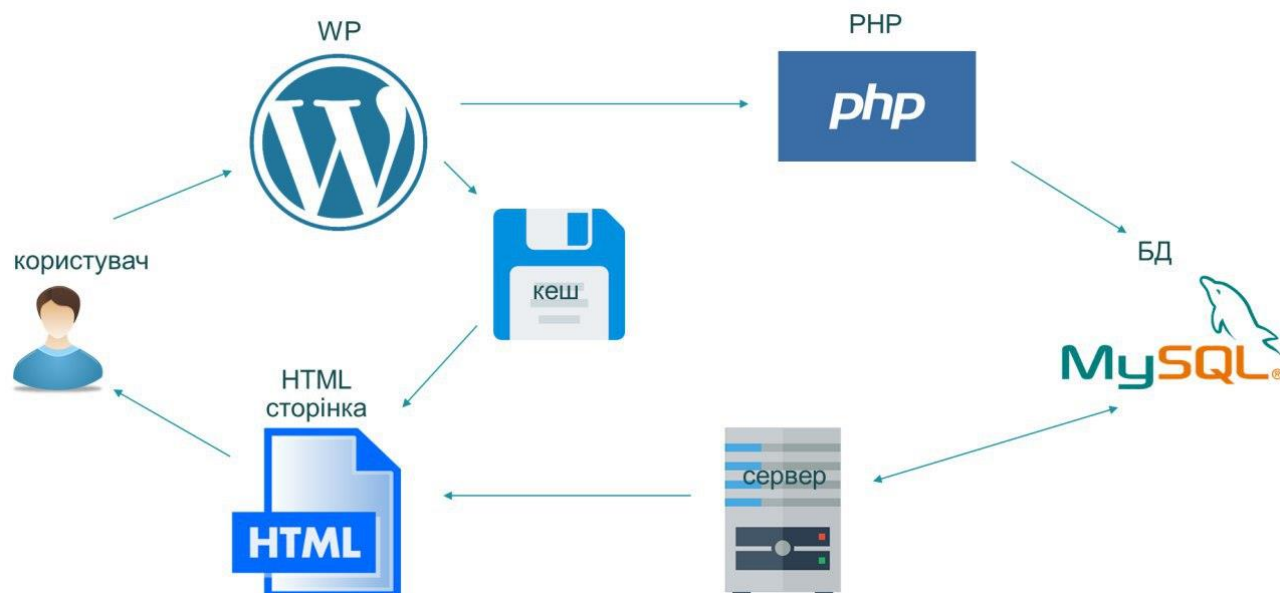 WP
PHP
php
користувач
кеш
БД
MySQL®
HTML
сторінка
HTML
сервер